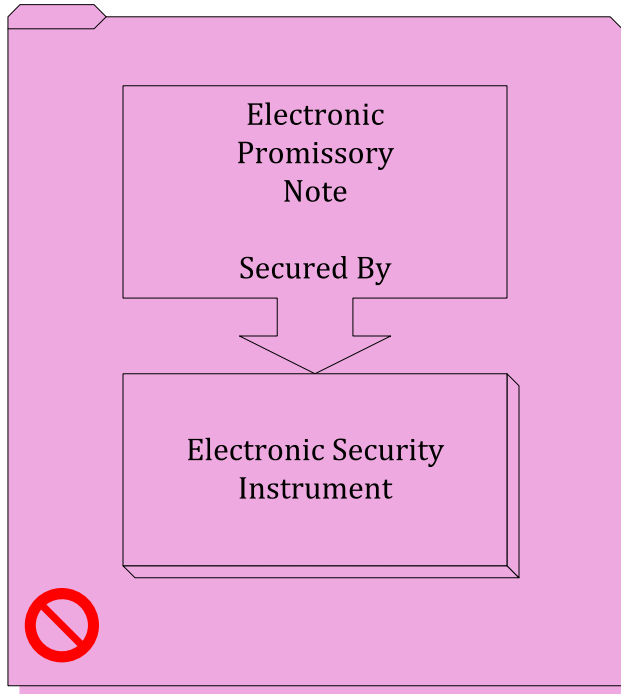 Electronic
Promissory
Note
Secured By
Electronic Security
Instrument